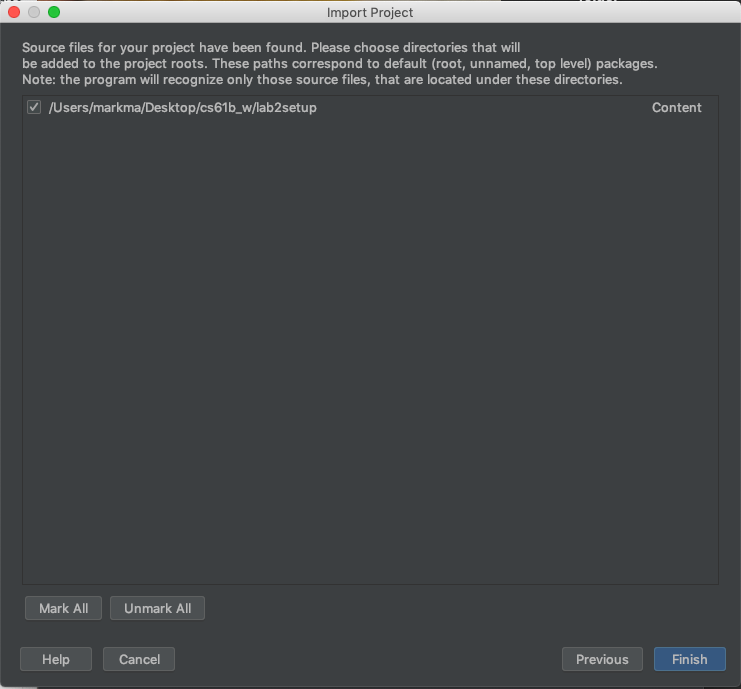 Import Project
Source files for your project have been found. Please choose directories that will
be added to the project roots. These paths correspond to default (root, unnamed, top level) packages.
Note: the program will recognize only those source files, that are located under these directories.
/Users/markma/Desktop/cs61b_w/lab2setup Content
Mark All Unmark All
Help Cancel Previous Finish